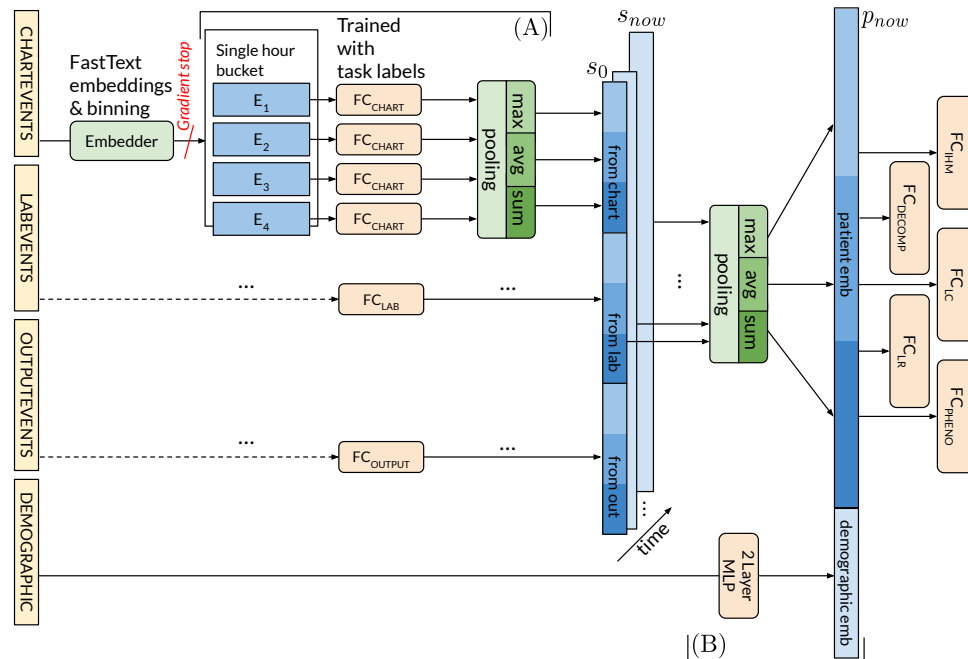 CHARTEVENTS
LABEVENTS
OUTPUTEVENTS
DEMOGRAPHIC
FastText
embeddings
& binning
Embedder
Gradient stop
Single hour
bucket
E1
E2
E3
E4
Trained
with
task labels
FCCHART
FCCHART
FCCHART
FCCHART
(A)
pooling
max
avg
sum
...
FCLAB
...
...
FCOUTPUT
...
s0
snow
from chart
from lab
from out
...
time
...
pooling
max
avg
sum
2 Layer
MLP
(B)
pnow
patient emb
demographic emb
FCIHM
FCDECOMP
FCLC
FCLR
FCPHENO